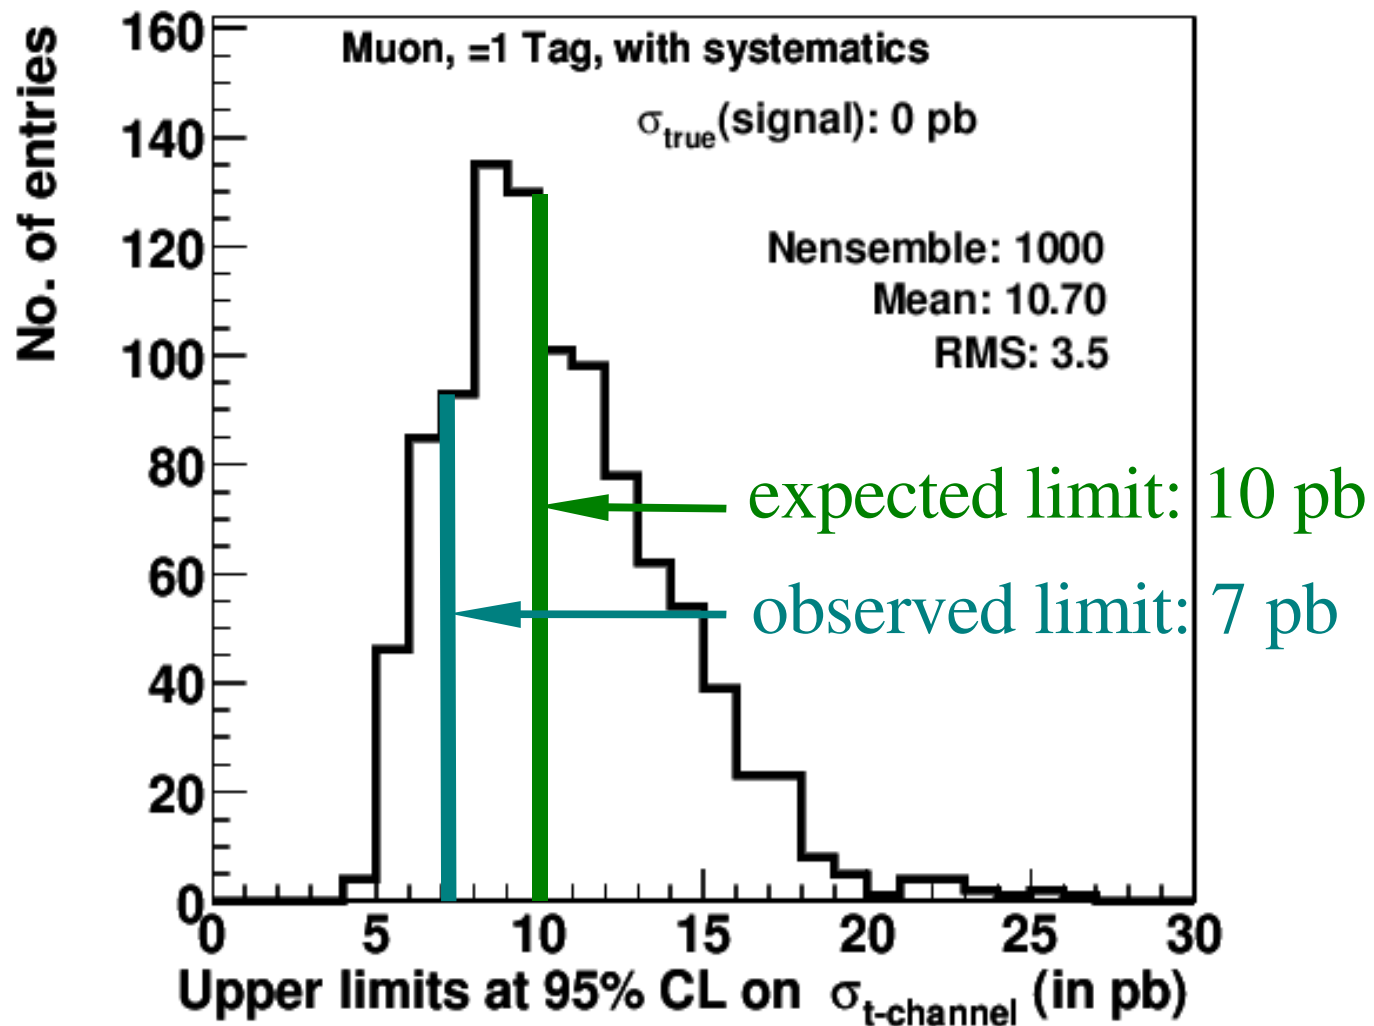 No. of entries
160
140
120
100
80
60
40
20
0
Muon, =1 Tag, with systematics
σtrue(signal): 0 pb
Nensemble: 1000
Mean: 10.70
RMS: 3.5
expected limit: 10 pb
observed limit: 7 pb
0 5 10 15 20 25 30
Upper limits at 95% CL on σt-channel (in pb)